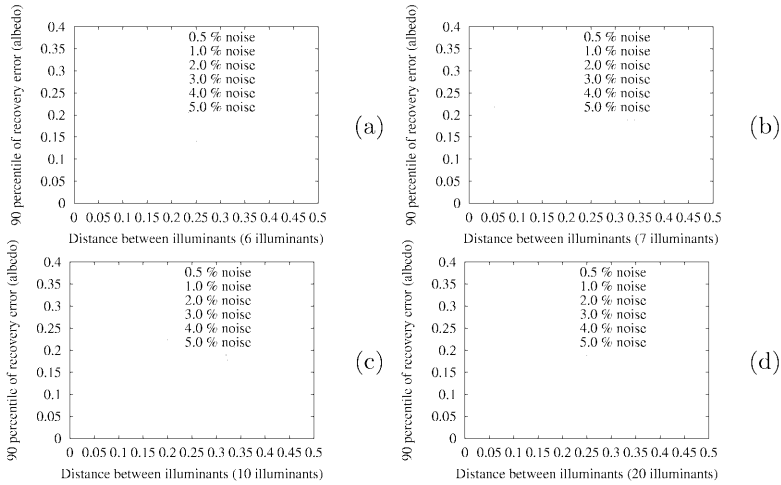 90 percentile of recovery error (albedo)
0.4
0.35
0.3
0.25
0.2
0.15
0.1
0.05
0
0.5 % noise
1.0 % noise
2.0 % noise
3.0 % noise
4.0 % noise
5.0 % noise
0 0.05 0.1 0.15 0.2 0.25 0.3 0.35 0.4 0.45 0.5
Distance between illuminants (6 illuminants)
(a)
90 percentile of recovery error (albedo)
0.4
0.35
0.3
0.25
0.2
0.15
0.1
0.05
0
0.5 % noise
1.0 % noise
2.0 % noise
3.0 % noise
4.0 % noise
5.0 % noise
0 0.05 0.1 0.15 0.2 0.25 0.3 0.35 0.4 0.45 0.5
Distance between illuminants (7 illuminants)
(b)
90 percentile of recovery error (albedo)
0.4
0.35
0.3
0.25
0.2
0.15
0.1
0.05
0
0.5 % noise
1.0 % noise
2.0 % noise
3.0 % noise
4.0 % noise
5.0 % noise
0 0.05 0.1 0.15 0.2 0.25 0.3 0.35 0.4 0.45 0.5
Distance between illuminants (10 illuminants)
(c)
90 percentile of recovery error (albedo)
0.4
0.35
0.3
0.25
0.2
0.15
0.1
0.05
0
0.5 % noise
1.0 % noise
2.0 % noise
3.0 % noise
4.0 % noise
5.0 % noise
0 0.05 0.1 0.15 0.2 0.25 0.3 0.35 0.4 0.45 0.5
Distance between illuminants (20 illuminants)
(d)